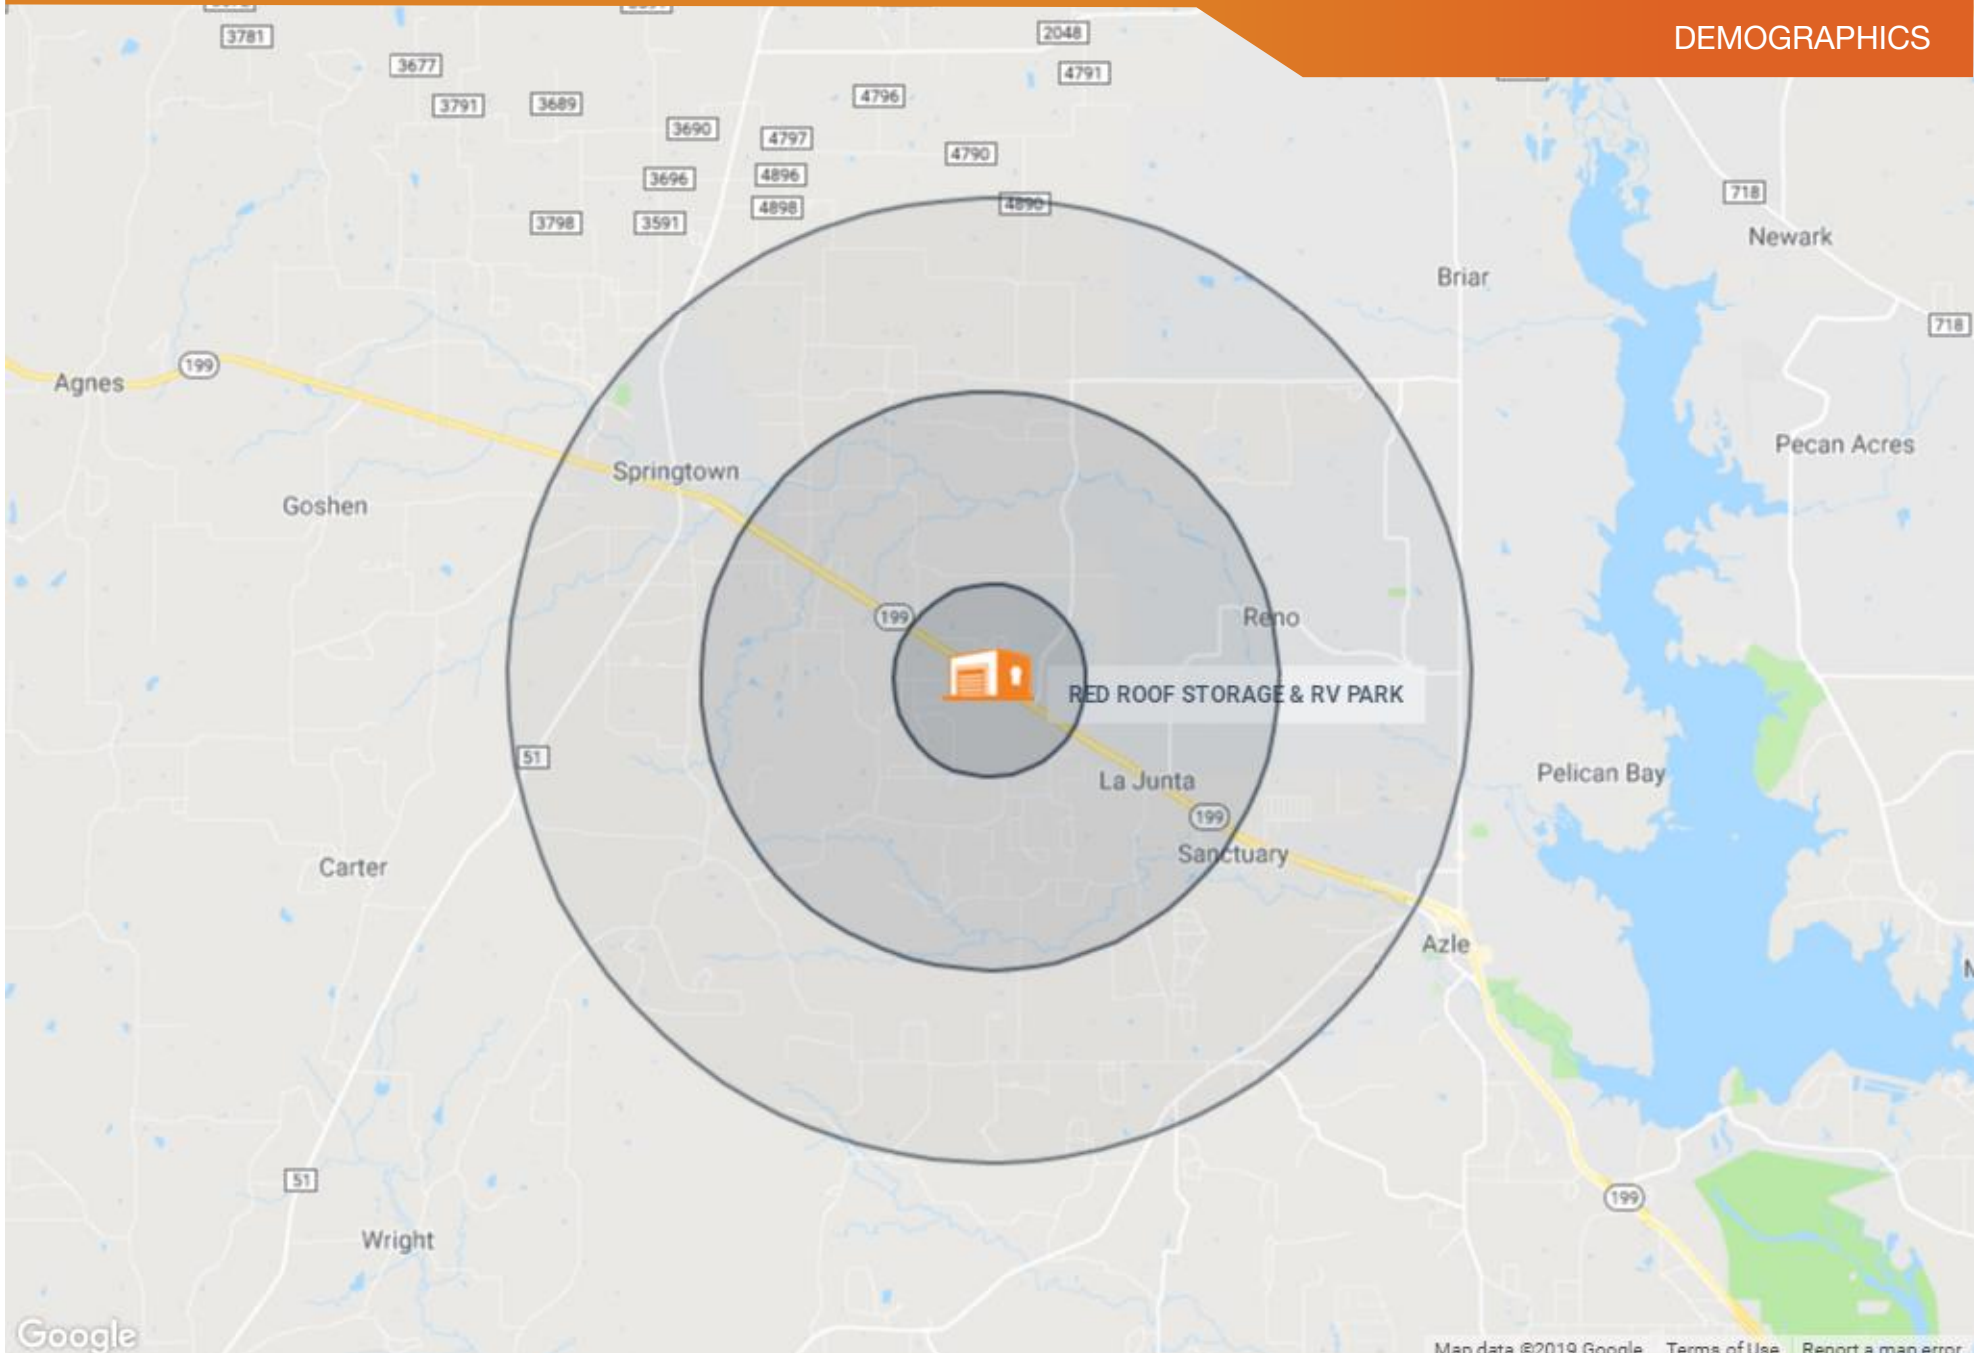 DEMOGRAPHICS
3781
2048
3677
4791
3791
3689
4796
3690
4797
4790
3696
4896
718
4890
4898
3798
3591
Newark
Briar
718
199
Agnes
Pecan Acres
Springtown
Goshen
199
Reno
RED ROOF STORAGE & RV PARK
51
Pelican Bay
La Junta
199
Sanctuary
Carter
Azle
51
199
Wright
Google
Map data ©2019 Google
Terms of Use
Report a map error